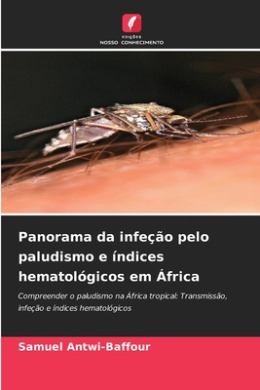 edições
NOSSO CONHECIMENTO
Panorama da infeção pelo
paludismo e índices
hematológicos em África
Compreender o paludismo na África tropical: Transmissão,
infeção e índices hematológicos
Samuel Antwi-Baffour